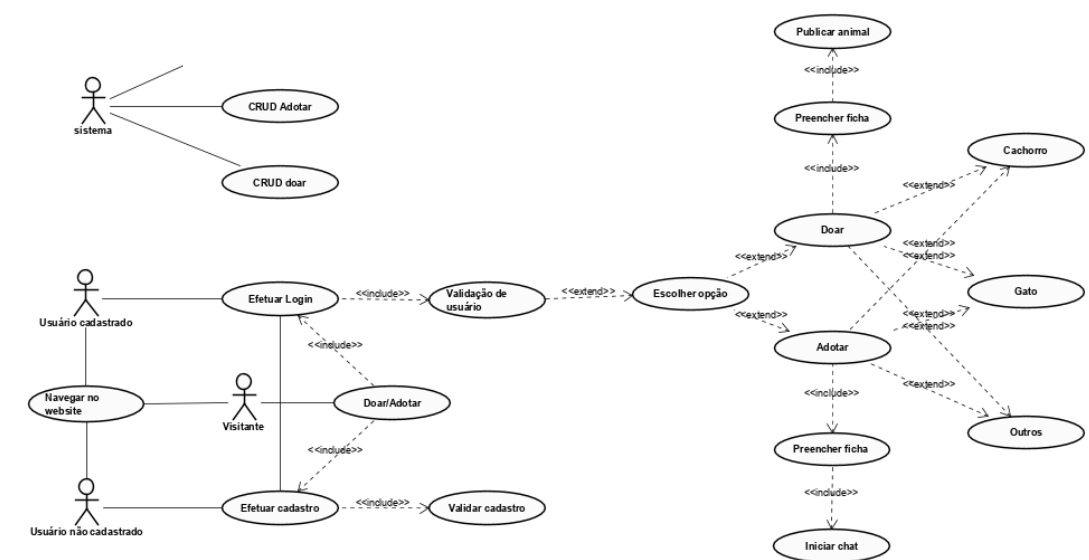 Publicar animal
<<include>>
CRUD Adotar
sistema
Preencher ficha
Cachorro
<<include>>
CRUD doar
<<extend>>
Doar
<<extend>>
<<extend>>
<<extend>>
Efetuar Login
<<include>>
Validação de
usuário
<<extend>>
Escolher opção
Gato
Usuário cadastrado
<<extend>>
<<extend>>
<<extend>>
<<include>>
Adotar
<<extend>>
Navegar no
website
Visitante
Doar/Adotar
<<include>>
Outros
<<include>>
Preencher ficha
<<include>>
<<include>>
Efetuar cadastro
Validar cadastro
Usuário não cadastrado
Iniciar chat